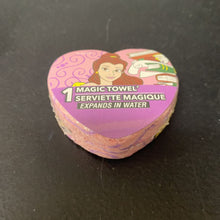 1 MAGIC TOWEL*
SERVIETTE MAGIQUE
EXPANDS IN WATER